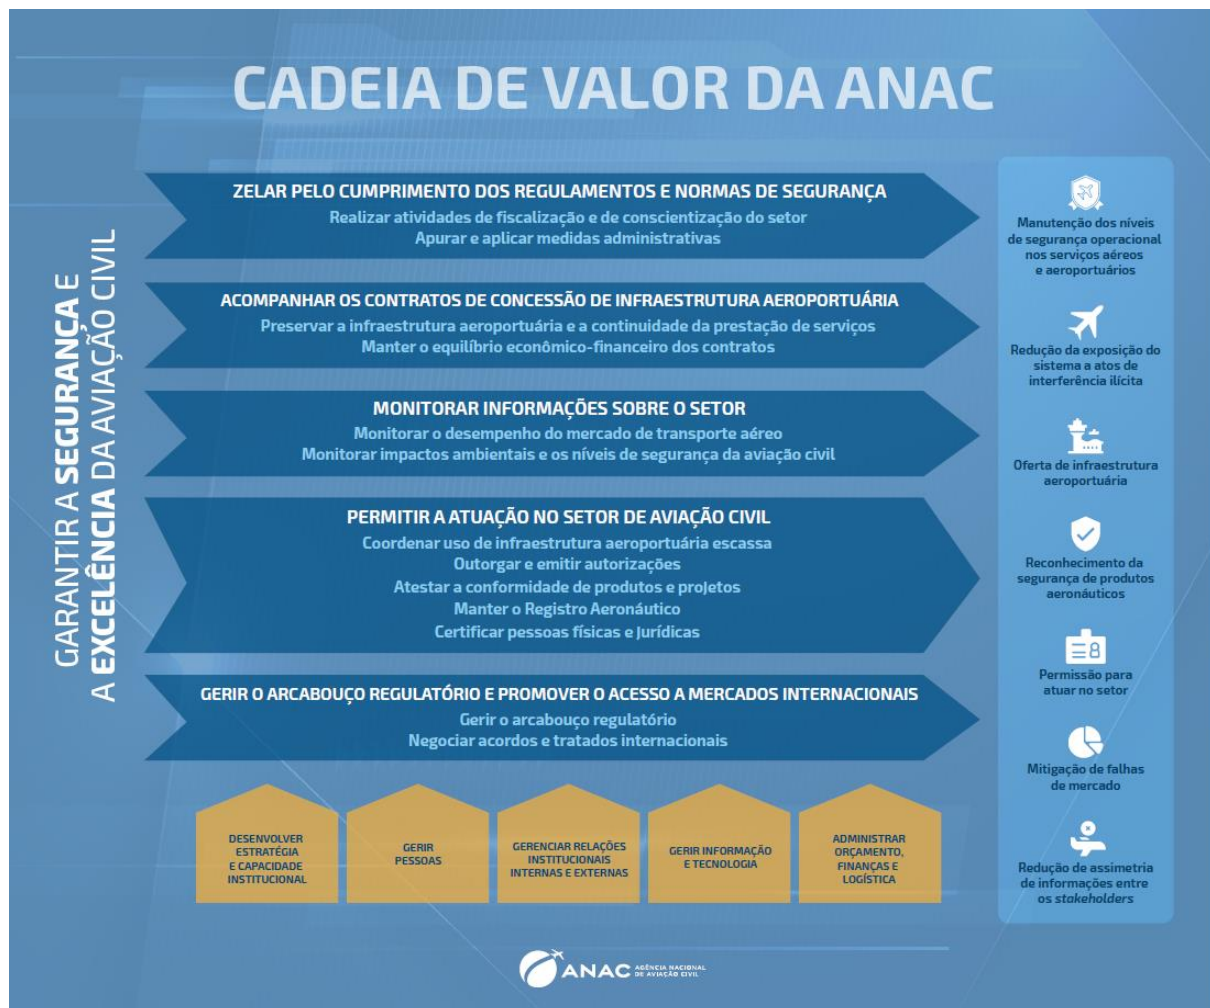 CADEIA DE VALOR DA ANAC
GARANTIR A SEGURANÇA E
A EXCELÊNCIA DA AVIAÇÃO CIVIL
ZELAR PELO CUMPRIMENTO DOS REGULAMENTOS E NORMAS DE SEGURANÇA
Realizar atividades de fiscalização e de conscientização do setor
Apurar e aplicar medidas administrativas
ACOMPANHAR OS CONTRATOS DE CONCESSÃO DE INFRAESTRUTURA AEROPORTUÁRIA
Preservar a infraestrutura aeroportuária e a continuidade da prestação de serviços
Manter o equilíbrio econômico-financeiro dos contratos
MONITORAR INFORMAÇÕES SOBRE O SETOR
Monitorar o desempenho do mercado de transporte aéreo
Monitorar impactos ambientais e os níveis de segurança da aviação civil
PERMITIR A ATUAÇÃO NO SETOR DE AVIAÇÃO CIVIL
Coordenar uso de infraestrutura aeroportuária escassa
Outorgar e emitir autorizações
Atestar a conformidade de produtos e projetos
Manter o Registro Aeronáutico
Certificar pessoas físicas e jurídicas
GERIR O ARCABOUÇO REGULATÓRIO E PROMOVER O ACESSO A MERCADOS INTERNACIONAIS
Gerir o arcabouço regulatório
Negociar acordos e tratados internacionais
DESENVOLVER
ESTRATÉGIA
E CAPACIDADE
INSTITUCIONAL
GERIR
PESSOAS
GERENCIAR RELAÇÕES
INSTITUCIONAIS
INTERNAS E EXTERNAS
GERIR INFORMAÇÃO
E TECNOLOGIA
ADMINISTRAR
ORÇAMENTO,
FINANÇAS E
LOGÍSTICA
Manutenção dos níveis
de segurança operacional
nos serviços aéreos
e aeroportuários
Redução da exposição do
sistema a atos de
interferência ilícita
Oferta de infraestrutura
aeroportuária
Reconhecimento da
segurança de produtos
aeronáuticos
Permissão para
atuar no setor
Mitigação de falhas
de mercado
Redução de assimetria
de informações entre
os stakeholders
ANAC
AGÊNCIA NACIONAL
DE AVIAÇÃO CIVIL